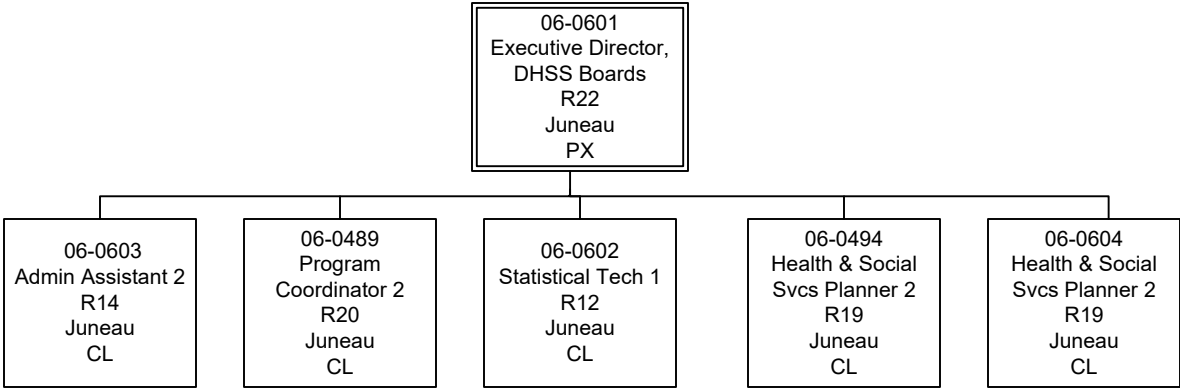 06-0601
Executive Director,
DHSS Boards
R22
Juneau
PX
06-0603
Admin Assistant 2
R14
Juneau
CL
06-0489
Program
Coordinator 2
R20
Juneau
CL
06-0602
Statistical Tech 1
R12
Juneau
CL
06-0494
Health & Social
Svcs Planner 2
R19
Juneau
CL
06-0604
Health & Social
Svcs Planner 2
R19
Juneau
CL